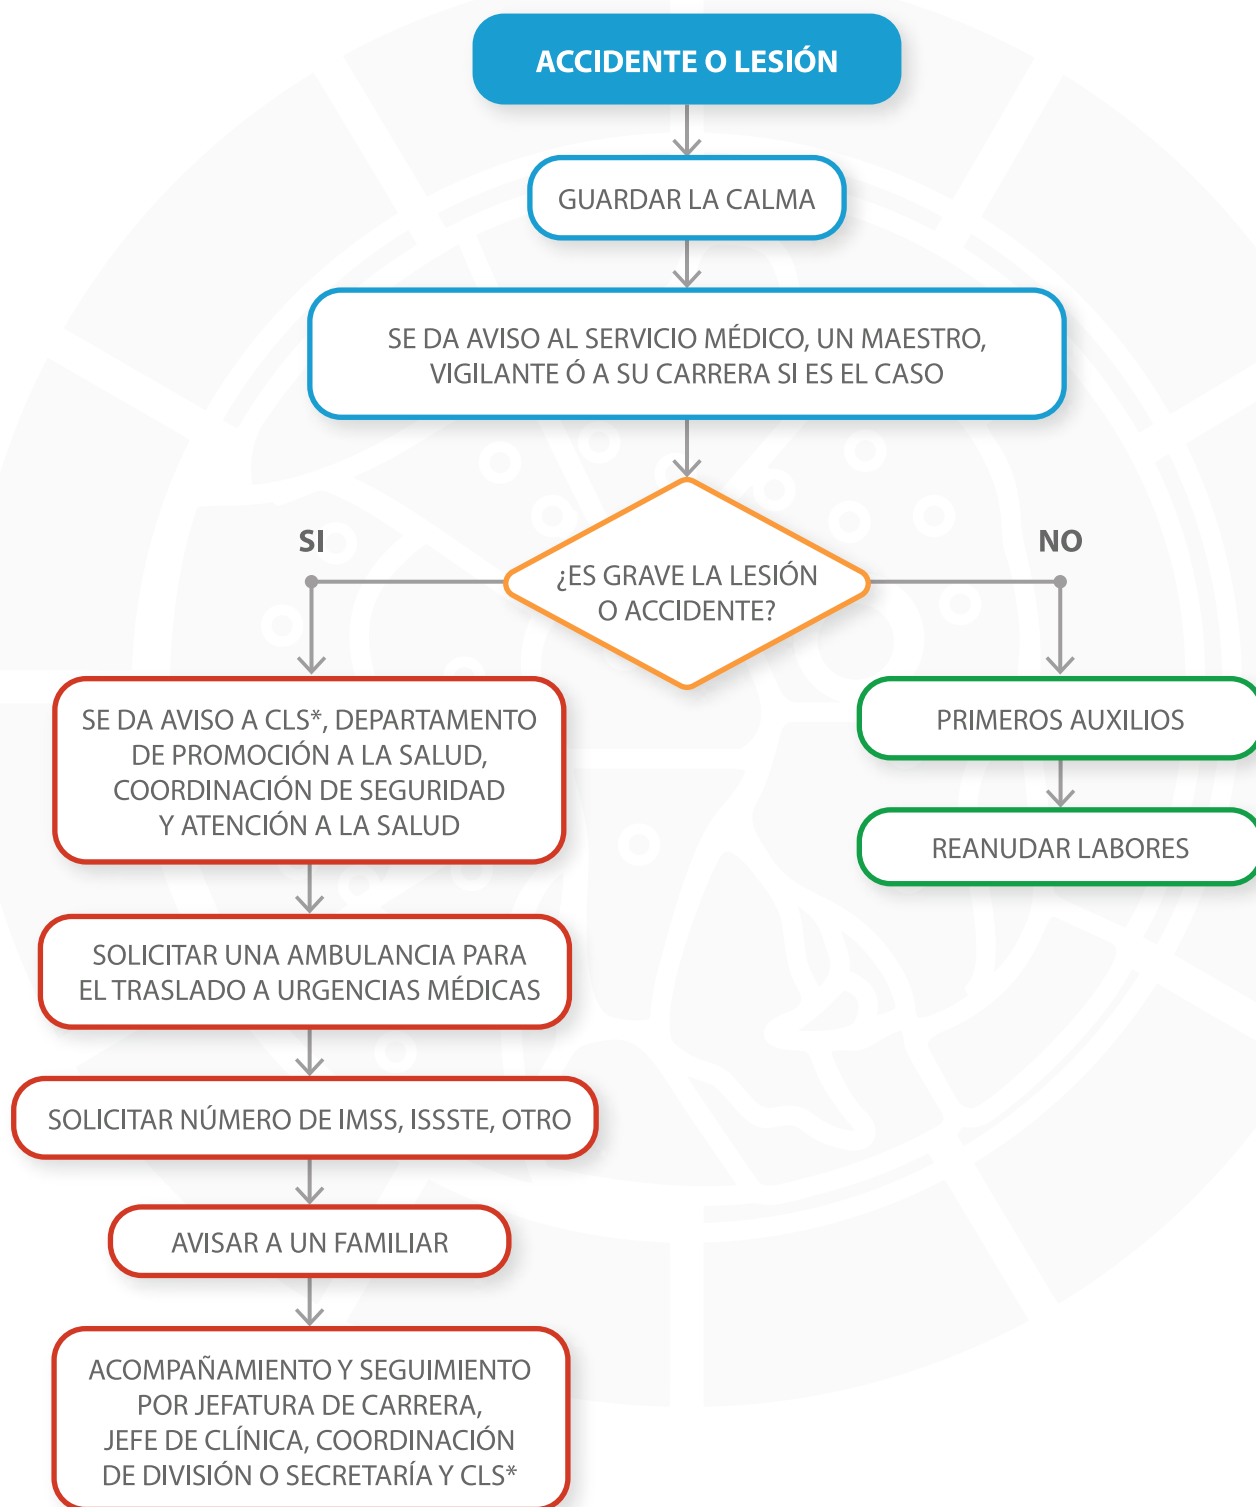 ACCIDENTE O LESIÓN
GUARDAR LA CALMA
SE DA AVISO AL SERVICIO MÉDICO, UN MAESTRO,
VIGILANTE Ó A SU CARRERA SI ES EL CASO
¿ES GRAVE LA LESIÓN
O ACCIDENTE?
SI
SE DA AVISO A CLS*, DEPARTAMENTO
DE PROMOCIÓN A LA SALUD,
COORDINACIÓN DE SEGURIDAD
Y ATENCIÓN A LA SALUD
SOLICITAR UNA AMBULANCIA PARA
EL TRASLADO A URGENCIAS MÉDICAS
SOLICITAR NÚMERO DE IMSS, ISSSTE, OTRO
AVISAR A UN FAMILIAR
ACOMPAÑAMIENTO Y SEGUIMIENTO
POR JEFATURA DE CARRERA,
JEFE DE CLÍNICA, COORDINACIÓN
DE DIVISIÓN O SECRETARÍA Y CLS*
NO
PRIMEROS AUXILIOS
REANUDAR LABORES